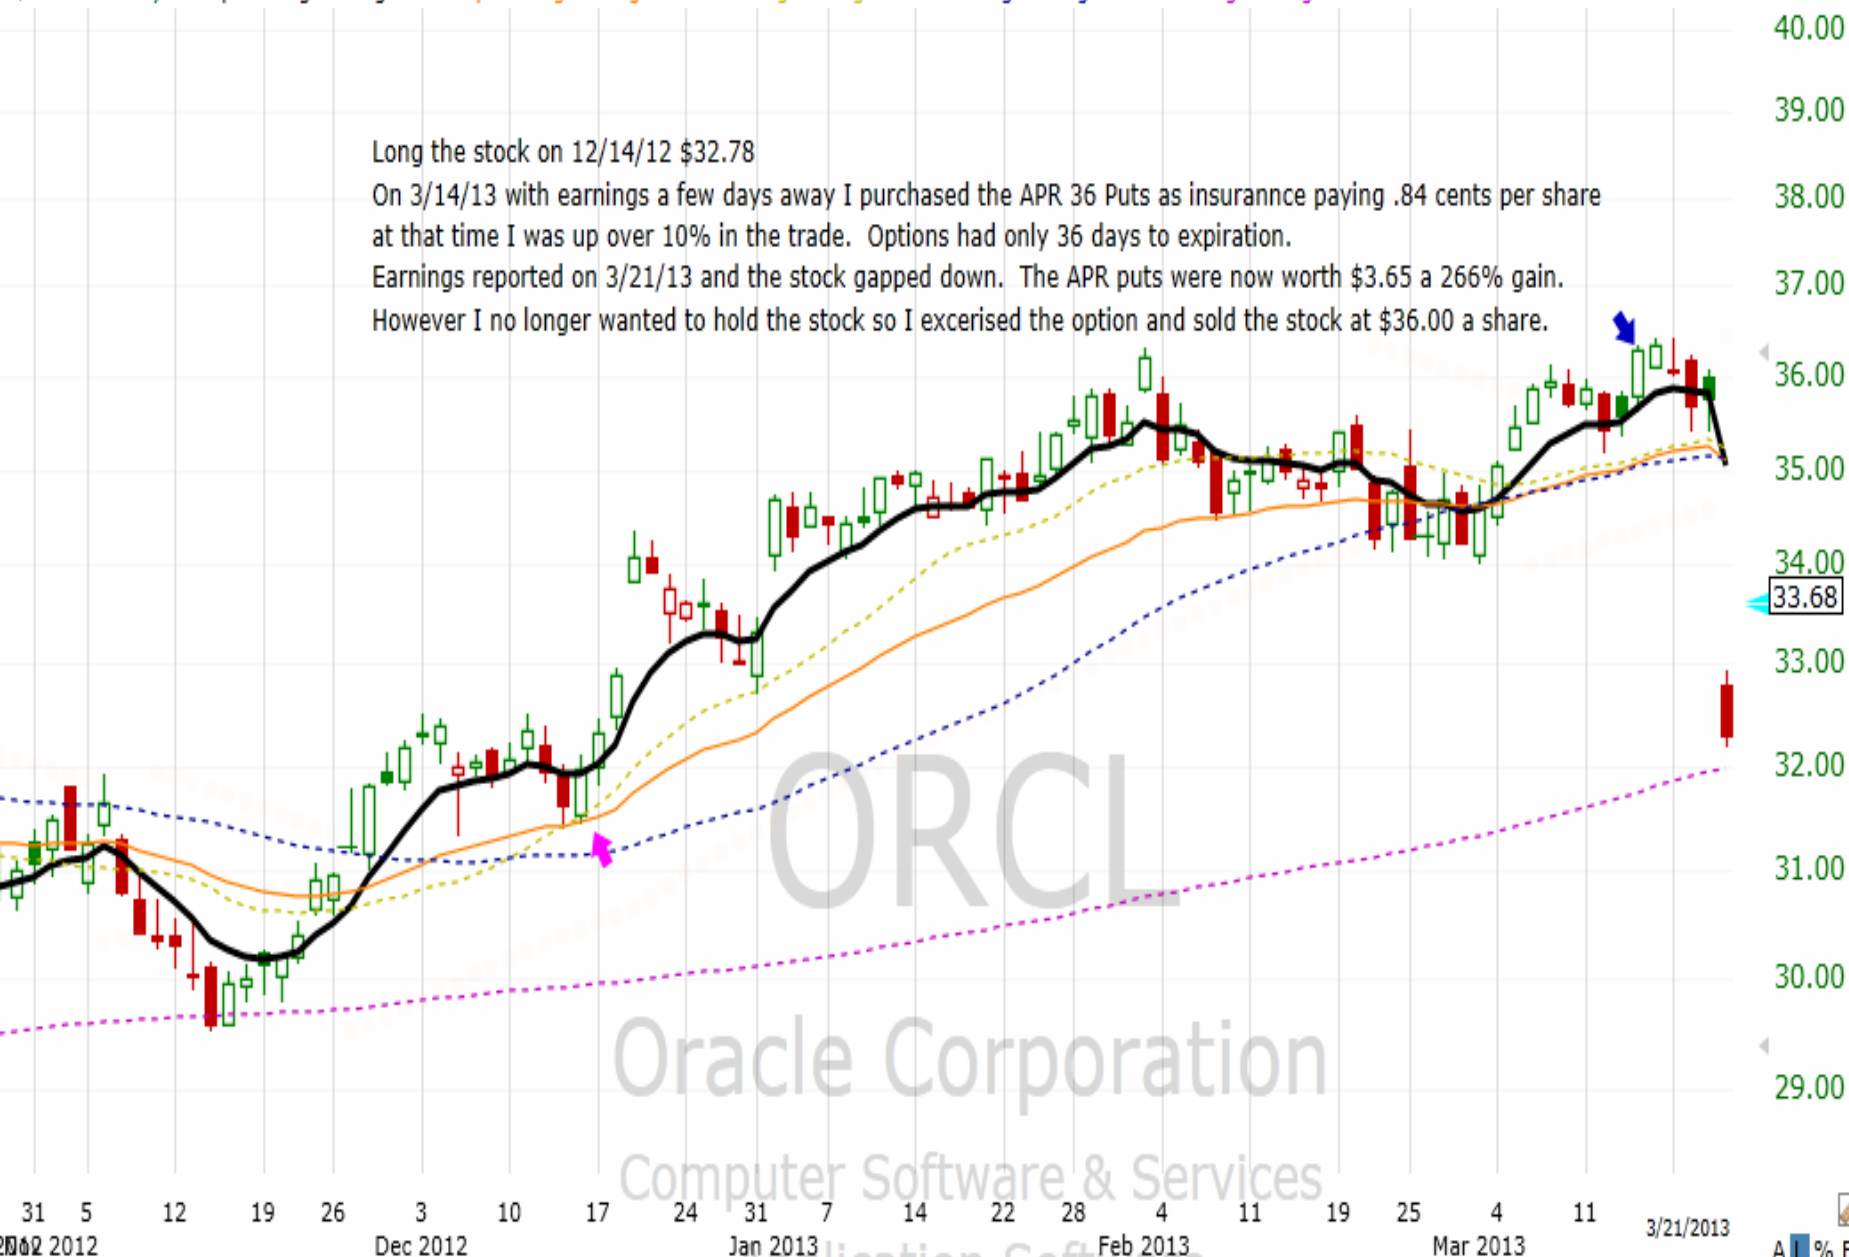 Long the stock on 12/14/12 $32.78
On 3/14/13 with earnings a few days away I purchased the APR 36 Puts as insurannce paying .84 cents per share
at that time I was up over 10% in the trade.  Options had only 36 days to expiration.
Earnings reported on 3/21/13 and the stock gapped down.  The APR puts were now worth $3.65 a 266% gain.
However I no longer wanted to hold the stock so I excerised the option and sold the stock at $36.00 a share.
40.00
39.00
38.00
37.00
36.00
35.00
34.00
33.68
33.00
32.00
31.00
30.00
29.00
ORCL
Oracle Corporation
Computer Software & Services
31 5 12 19 26 3 10 17 24 31 7 14 22 28 4 11 19 25 4 11 3/21/2013
2012 Dec 2012 Jan 2013 Feb 2013 Mar 2013
A L %